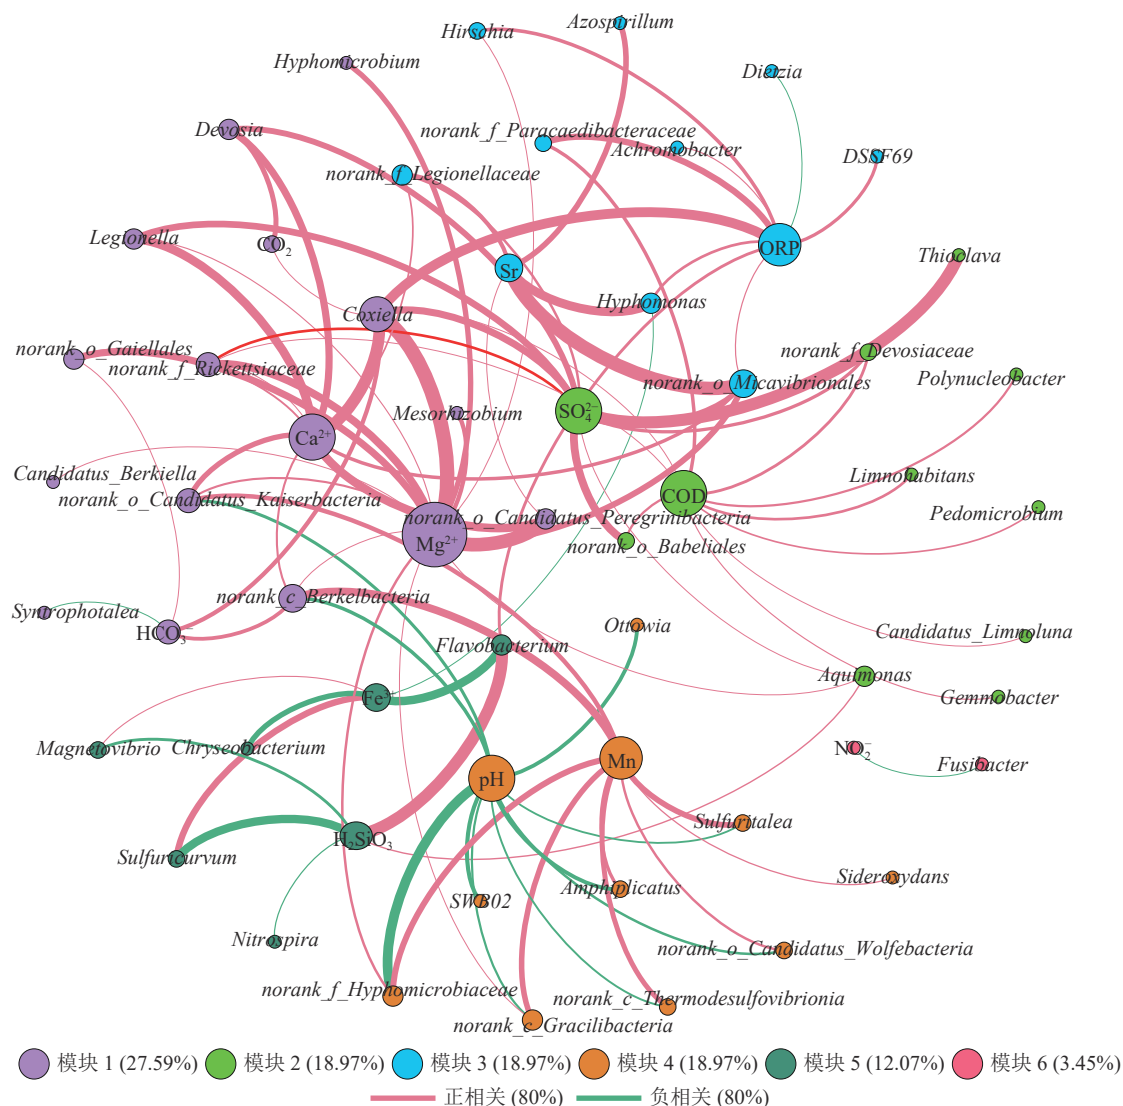 Azospirillum
Hirschia
Hyphomicrobium
Dietzia
Devosia
norank_f_Paracaedibacteraceae
Achromobacter
DSSF69
norank_f_Legionellaceae
Legionella
CO₂
ORP
Thioclava
Sr
Hyphomonas
Coxiella
norank_o_Gaiellales
norank_f_Rickettsiaceae
norank_f_Devosiaceae
Polynucleobacter
norank_o_Micavibrionales
Mesorhizobium
SO₄²⁻
Ca²⁺
Candidatus_Berkiella
Limnohabitans
norank_o_Candidatus_Kaiserbacteria
COD
norank_o_Candidatus_Peregrinibacteria
Pedomicrobium
Mg²⁺
norank_o_Babeliales
norank_c_Berkelbacteria
Syntrophotalea
HCO₃⁻
Ottowia
Candidatus_Limnoluna
Flavobacterium
Aquimonas
Fe³⁺
Gemmobacter
Magnetovibrio
Chryseobacterium
NO₂⁻
Mn
Fusibacter
pH
Sulfuritalea
H₂SiO₃
Sulfuricurvum
Sideroxydans
Amphiplicatus
SWB02
Nitrospira
norank_o_Candidatus_Wolfebacteria
norank_f_Hyphomicrobiaceae
norank_c_Thermodesulfovibrionia
norank_c_Gracilibacteria
模块 1 (27.59%) 模块 2 (18.97%) 模块 3 (18.97%) 模块 4 (18.97%) 模块 5 (12.07%) 模块 6 (3.45%)
正相关 (80%) 负相关 (80%)